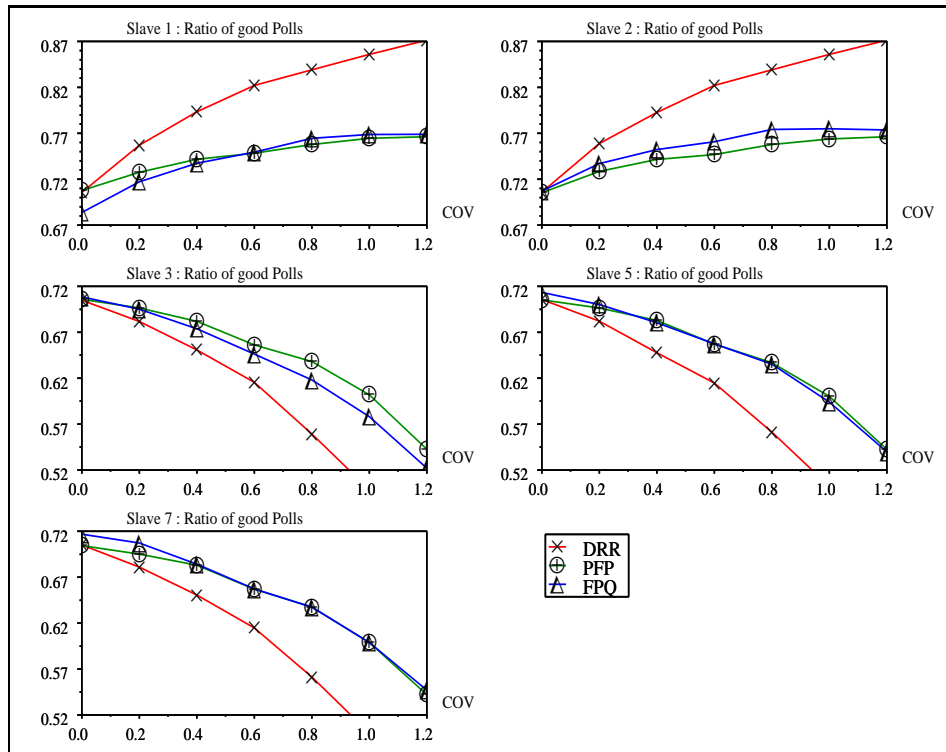 Slave 1 : Ratio of good Polls
0.87
0.82
0.77
0.72
0.67
COV
0.0 0.2 0.4 0.6 0.8 1.0 1.2
Slave 2 : Ratio of good Polls
0.87
0.82
0.77
0.72
0.67
COV
0.0 0.2 0.4 0.6 0.8 1.0 1.2
Slave 3 : Ratio of good Polls
0.72
0.67
0.62
0.57
0.52
COV
0.0 0.2 0.4 0.6 0.8 1.0 1.2
Slave 5 : Ratio of good Polls
0.72
0.67
0.62
0.57
0.52
COV
0.0 0.2 0.4 0.6 0.8 1.0 1.2
Slave 7 : Ratio of good Polls
0.72
0.67
0.62
0.57
0.52
COV
0.0 0.2 0.4 0.6 0.8 1.0 1.2
DRR
PFP
FPQ